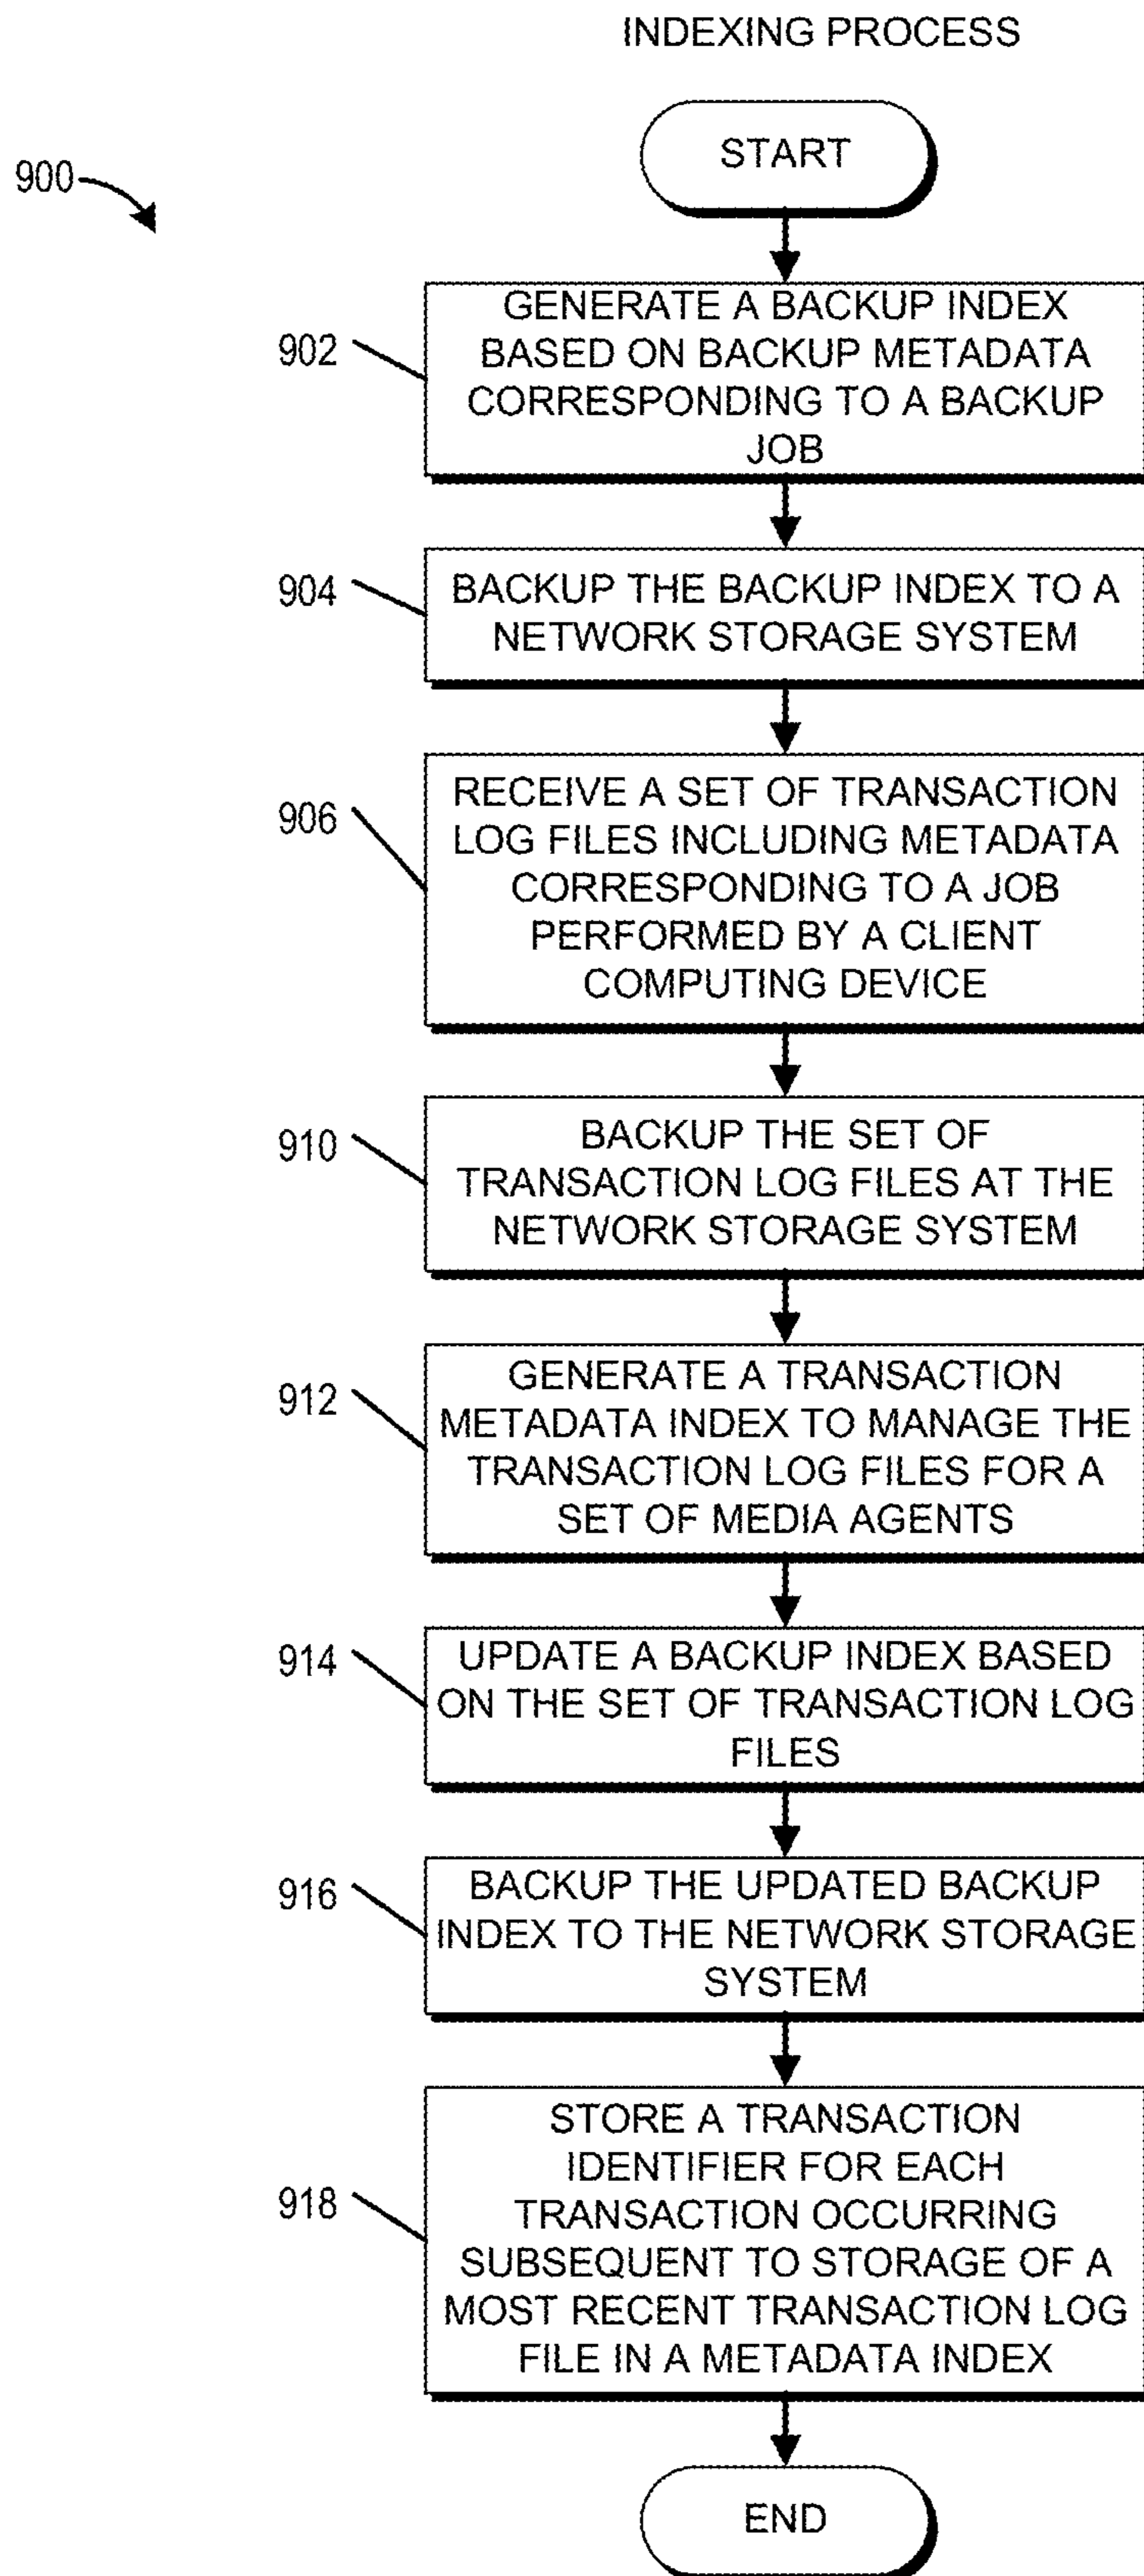 INDEXING PROCESS
START
900
902
GENERATE A BACKUP INDEX
BASED ON BACKUP METADATA
CORRESPONDING TO A BACKUP
JOB
904
BACKUP THE BACKUP INDEX TO A
NETWORK STORAGE SYSTEM
906
RECEIVE A SET OF TRANSACTION
LOG FILES INCLUDING METADATA
CORRESPONDING TO A JOB
PERFORMED BY A CLIENT
COMPUTING DEVICE
910
BACKUP THE SET OF
TRANSACTION LOG FILES AT THE
NETWORK STORAGE SYSTEM
912
GENERATE A TRANSACTION
METADATA INDEX TO MANAGE THE
TRANSACTION LOG FILES FOR A
SET OF MEDIA AGENTS
914
UPDATE A BACKUP INDEX BASED
ON THE SET OF TRANSACTION LOG
FILES
916
BACKUP THE UPDATED BACKUP
INDEX TO THE NETWORK STORAGE
SYSTEM
918
STORE A TRANSACTION
IDENTIFIER FOR EACH
TRANSACTION OCCURRING
SUBSEQUENT TO STORAGE OF A
MOST RECENT TRANSACTION LOG
FILE IN A METADATA INDEX
END